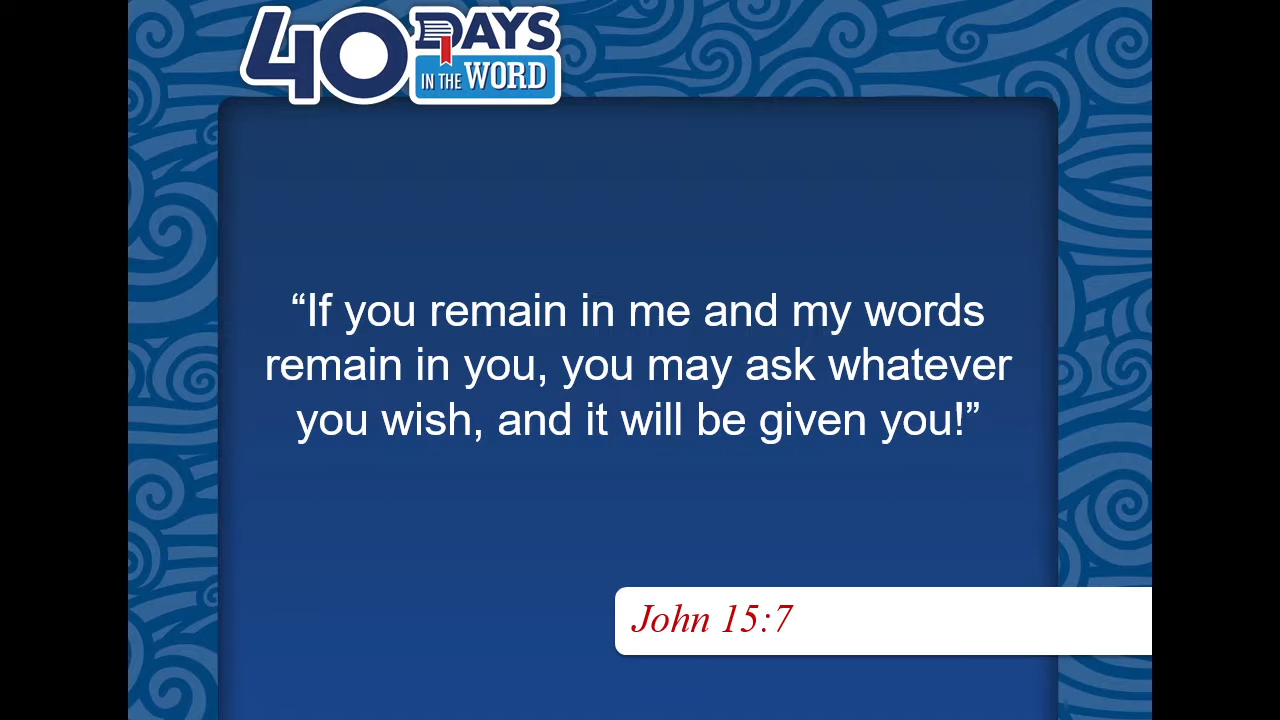 40 DAYS
IN THE WORD
“If you remain in me and my words
remain in you, you may ask whatever
you wish, and it will be given you!”
John 15:7